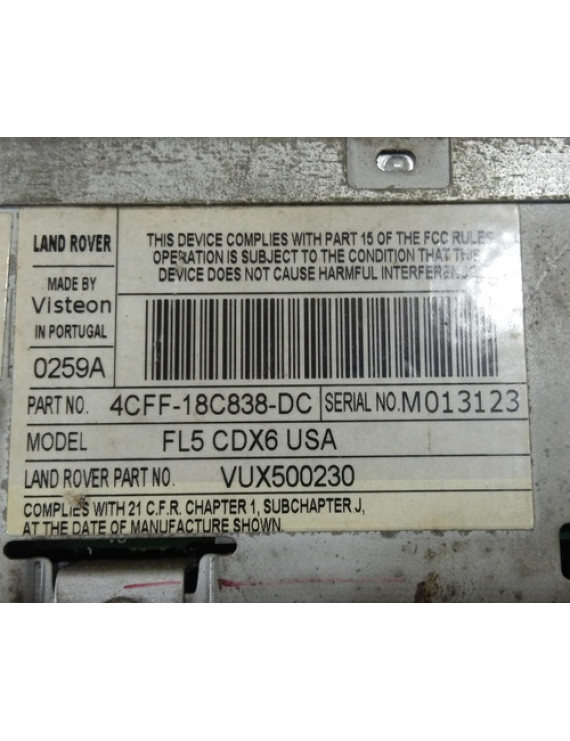 LAND ROVER
MADE BY
Visteon
IN PORTUGAL
0259A
THIS DEVICE COMPLIES WITH PART 15 OF THE FCC RULES
OPERATION IS SUBJECT TO THE CONDITION THAT THIS
DEVICE DOES NOT CAUSE HARMFUL INTERFERENCE
PART NO. 4CFF-18C838-DC SERIAL NO. M013123
MODEL FL5 CDX6 USA
LAND ROVER PART NO. VUX500230
COMPLIES WITH 21 C.F.R. CHAPTER 1, SUBCHAPTER J,
AT THE DATE OF MANUFACTURE SHOWN.